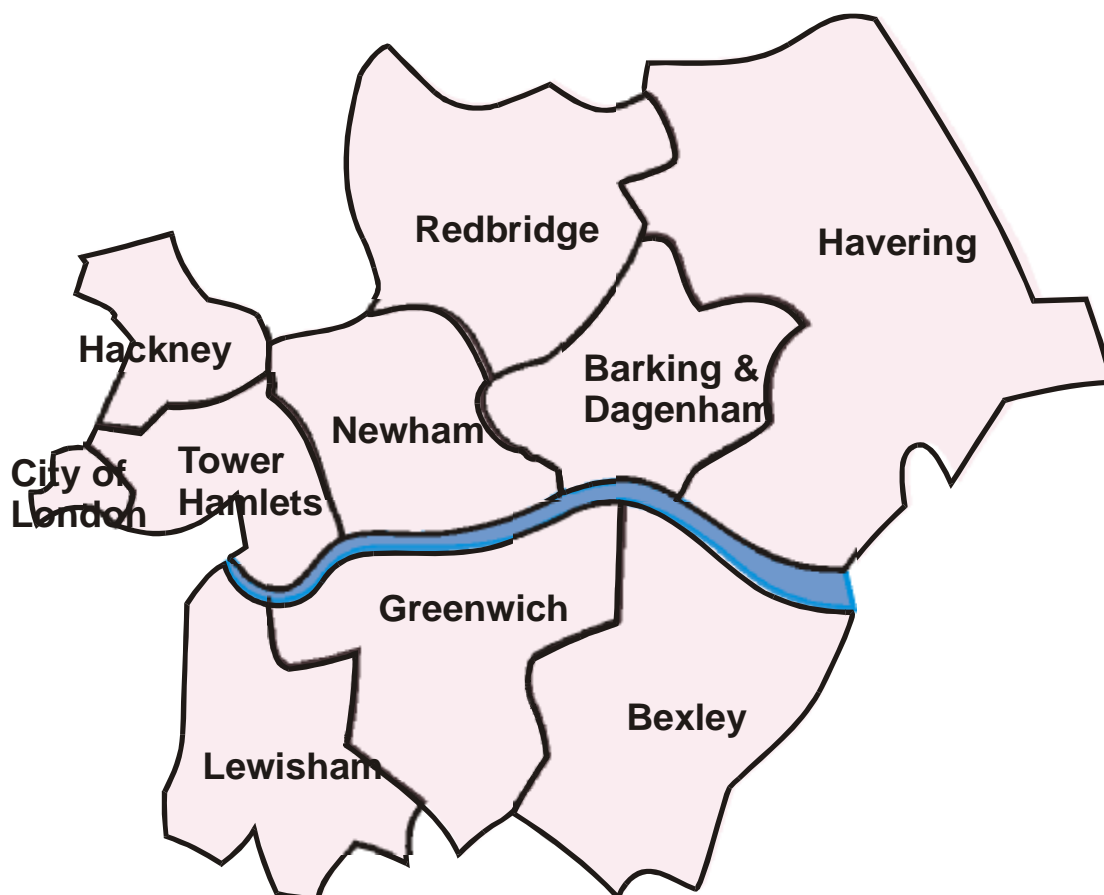 Redbridge
Havering
Hackney
Barking &
Dagenham
Newham
Tower
Hamlets
City of
London
Greenwich
Bexley
Lewisham